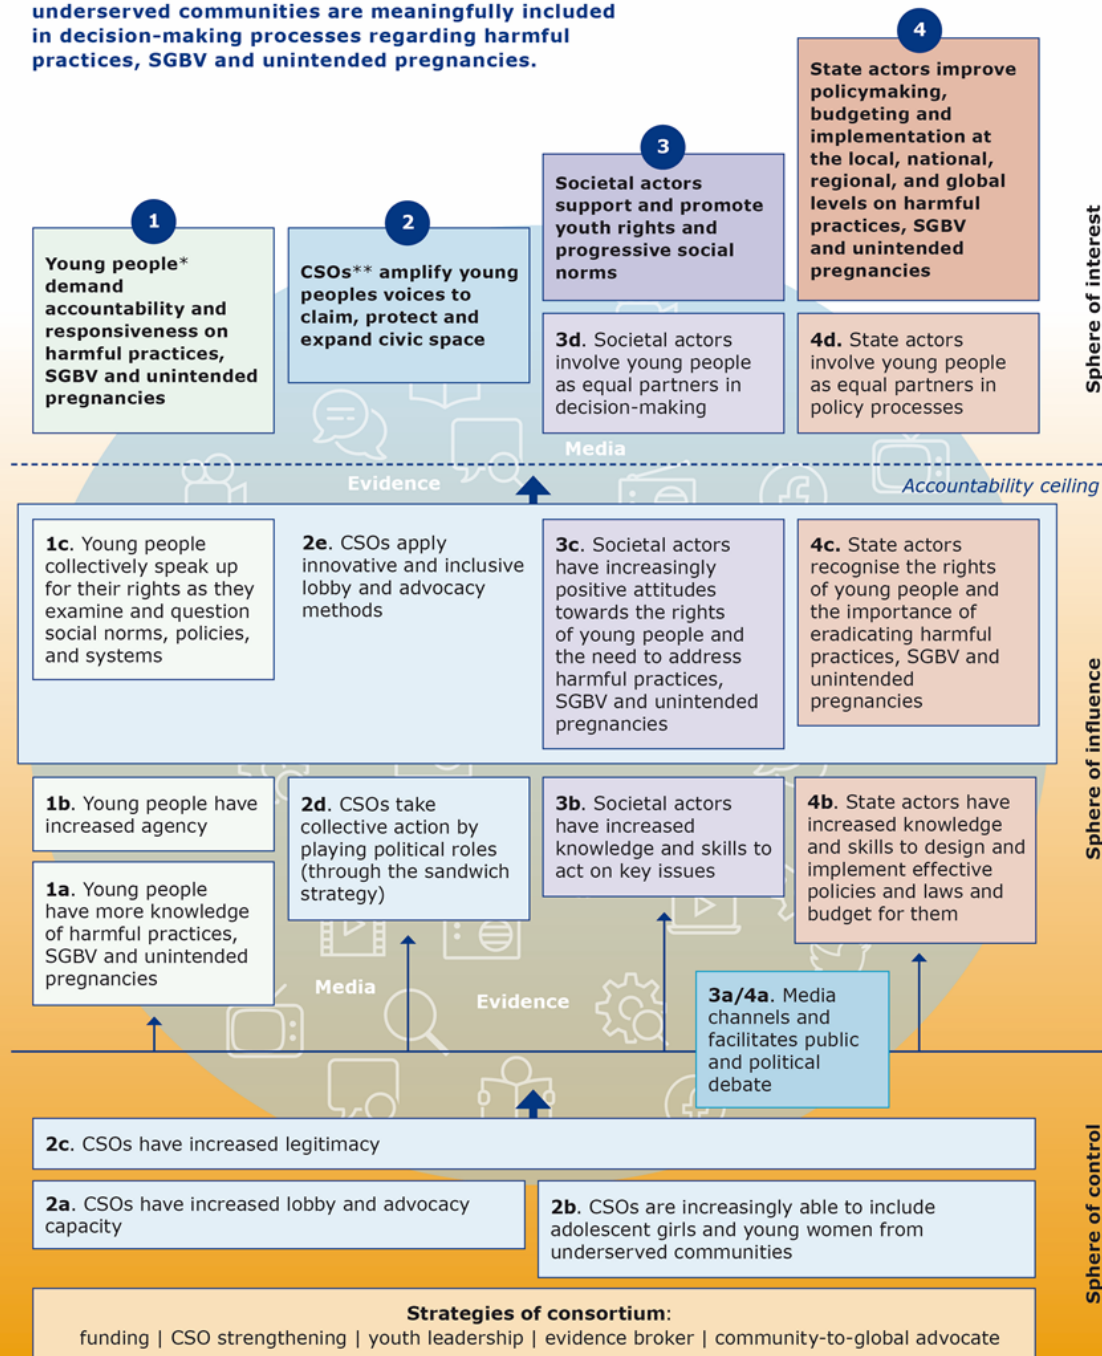 underserved communities are meaningfully included
in decision-making processes regarding harmful
practices, SGBV and unintended pregnancies.
1
Young people*
demand
accountability and
responsiveness on
harmful practices,
SGBV and unintended
pregnancies
2
CSOs** amplify young
peoples voices to
claim, protect and
expand civic space
3
Societal actors
support and promote
youth rights and
progressive social
norms
3d. Societal actors
involve young people
as equal partners in
decision-making
4
State actors improve
policymaking,
budgeting and
implementation at
the local, national,
regional, and global
levels on harmful
practices, SGBV
and unintended
pregnancies
4d. State actors
involve young people
as equal partners in
policy processes
Sphere of interest
Media
Evidence
Accountability ceiling
1c. Young people
collectively speak up
for their rights as they
examine and question
social norms, policies,
and systems
2e. CSOs apply
innovative and inclusive
lobby and advocacy
methods
3c. Societal actors
have increasingly
positive attitudes
towards the rights
of young people and
the need to address
harmful practices,
SGBV and unintended
pregnancies
4c. State actors
recognise the rights
of young people and
the importance of
eradicating harmful
practices, SGBV and
unintended
pregnancies
1b. Young people have
increased agency
1a. Young people
have more knowledge
of harmful practices,
SGBV and unintended
pregnancies
2d. CSOs take
collective action by
playing political roles
(through the sandwich
strategy)
3b. Societal actors
have increased
knowledge and skills to
act on key issues
4b. State actors have
increased knowledge
and skills to design and
implement effective
policies and laws and
budget for them
Sphere of influence
Media
Evidence
3a/4a. Media
channels and
facilitates public
and political
debate
2c. CSOs have increased legitimacy
2a. CSOs have increased lobby and advocacy
capacity
2b. CSOs are increasingly able to include
adolescent girls and young women from
underserved communities
Sphere of control
Strategies of consortium:
funding | CSO strengthening | youth leadership | evidence broker | community-to-global advocate